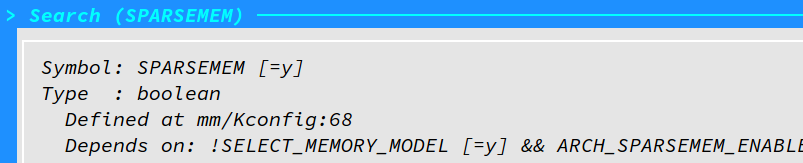 > Search (SPARSEMEM)
Symbol: SPARSEMEM [=y]
Type  : boolean
Defined at mm/Kconfig:68
Depends on: !SELECT_MEMORY_MODEL [=y] && ARCH_SPARSEMEM_ENABLE